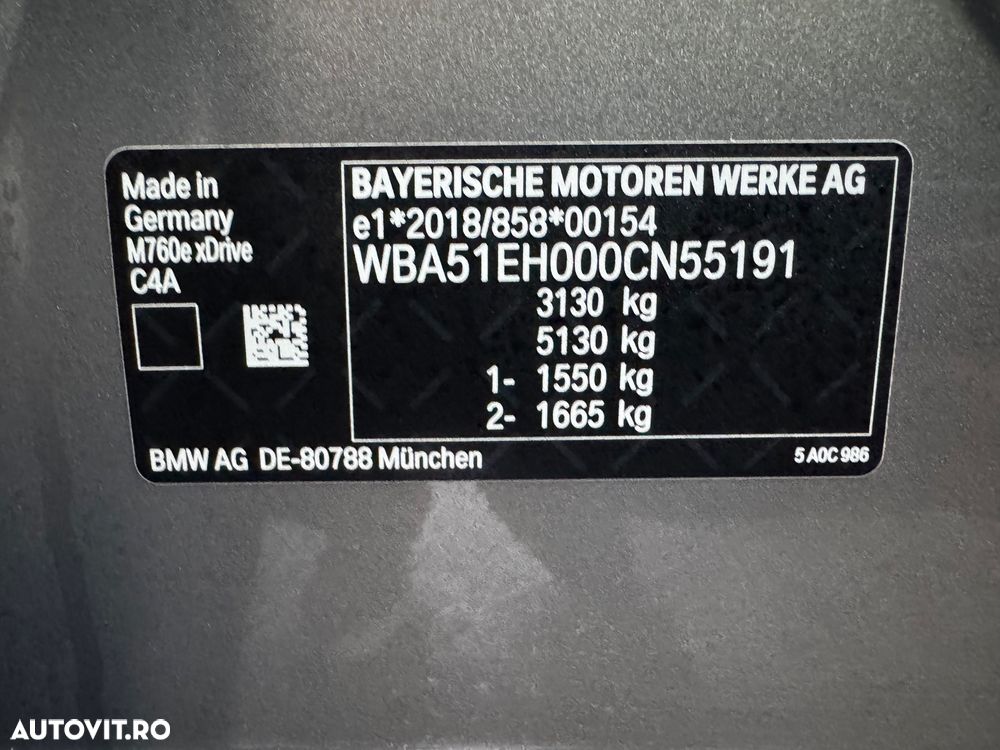 Made in
Germany
M760e xDrive
C4A
BAYERISCHE MOTOREN WERKE AG
e1*2018/858*00154
WBA51EH000CN55191
3130 kg
5130 kg
1- 1550 kg
2- 1665 kg
BMW AG DE-80788 München
5 A0C 986
AUTOVIT.RO